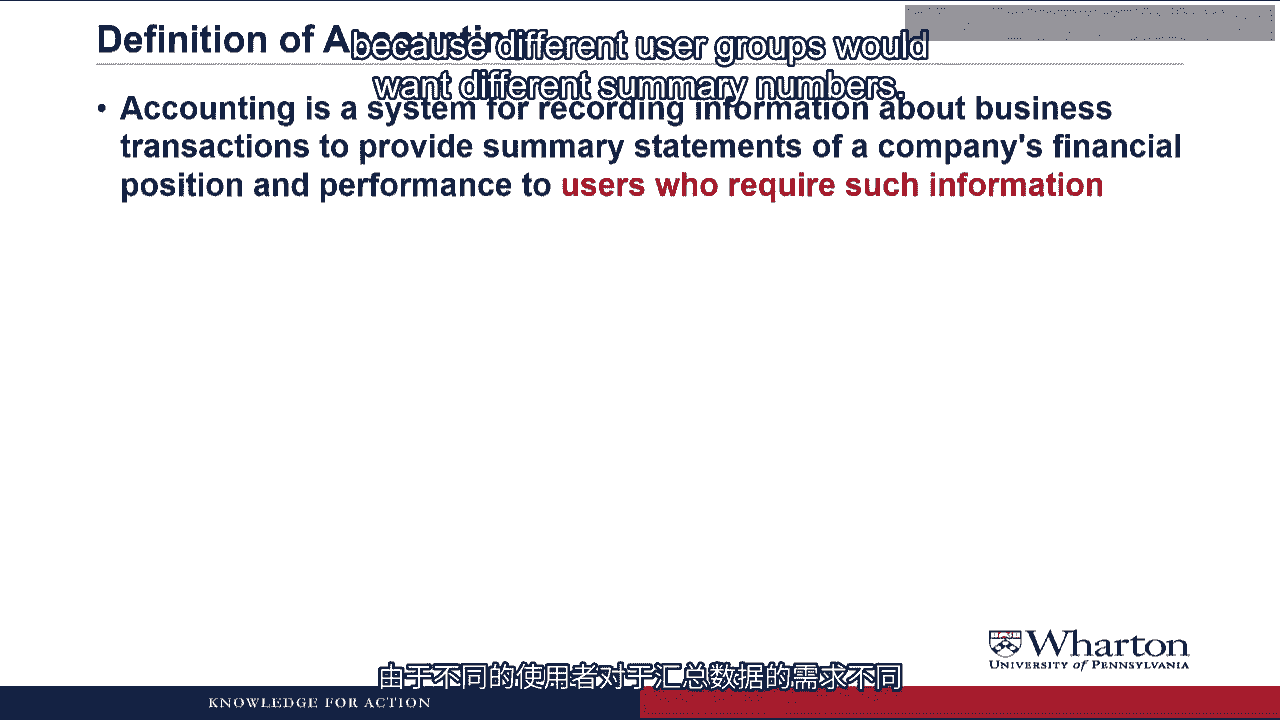 Definition of Accounting
because different user groups would
want different summary numbers.
• Accounting is a system for recording information about business
transactions to provide summary statements of a company's financial
position and performance to users who require such information
Wharton
UNIVERSITY of PENNSYLVANIA
由于不同的使用者对于汇总数据的需求不同
KNOWLEDGE FOR ACTION